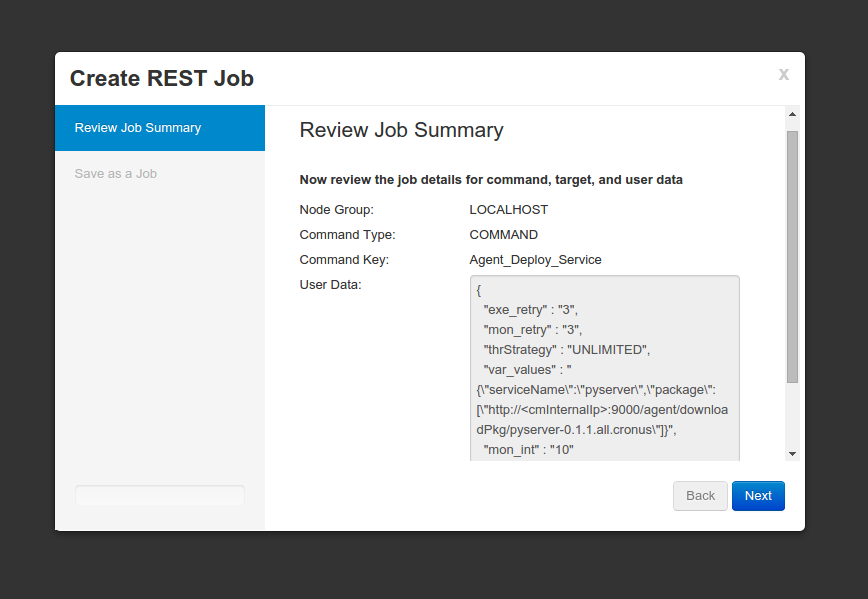 Create REST Job
x
Review Job Summary
Save as a Job
Review Job Summary
Now review the job details for command, target, and user data
Node Group: LOCALHOST
Command Type: COMMAND
Command Key: Agent_Deploy_Service
User Data:
{
"exe_retry" : "3",
"mon_retry" : "3",
"thrStrategy" : "UNLIMITED",
"var_values" : "
{\"serviceName\":\"pyserver\",\"package\":
[\"http://<cmInternalIp>:9000/agent/downloa
dPkg/pyserver-0.1.1.all.cronus\"]}",
"mon_int" : "10"
Back Next